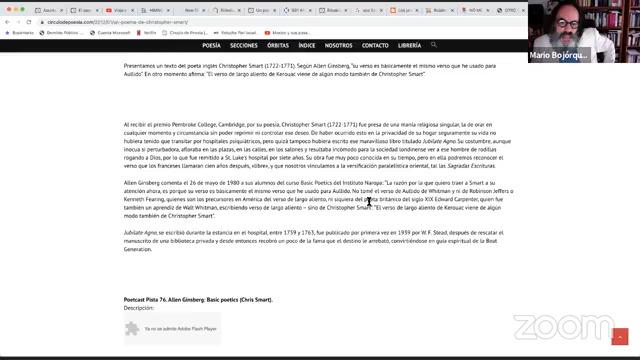 circulodepoesia.com/2012/01/un-poema-de-christopher-smart/
POESÍA SECCIONES ÓRBITAS ÍNDICE NOSOTROS CONTACTO LIBRERÍA
Presentamos un texto del poeta inglés Christopher Smart (1722-1771). Según Allen Ginsberg, "su verso es básicamente el mismo verso que he usado para
Aullido." En otro momento afirma: "El verso de largo aliento de Kerouac viene de algún modo también de Christopher Smart"
Al recibir el premio Pembroke College, Cambridge, por su poesía, Christopher Smart (1722-1771) fue presa de una manía religiosa singular, la de orar en
cualquier momento y circunstancia sin poder reprimir ni controlar ese deseo. De haber ocurrido esto en la privacidad de su hogar seguramente su vida no
hubiera tenido que transitar por hospitales psiquiátricos, pero quizá tampoco hubiera escrito ese maravilloso libro titulado Jubilate Agno. Su costumbre, aunque
inocua si perturbadora, afloraba en las plazas, en las calles, en los salones y resultaba incómodo para la sociedad londinense ver a ese hombre de rodillas
rogando a Dios, por lo que fue remitido a St. Luke's hospital por siete años. Su obra fue muy poco conocida en su tiempo, pero en ella podremos reconocer el
verso que los franceses llamaran cien años después, «libre», y que nosotros vinculamos a la versificación paralelística oriental, tal las Sagradas Escrituras.
Allen Ginsberg comenta el 26 de mayo de 1980 a sus alumnos del curso Basic Poetics del Instituto Naropa: "La razón por la que quiero traer a Smart a su
atención ahora, es porque su verso es básicamente el mismo verso que he usado para Aullido. No tomé el verso de Aullido de Whitman y ni de Robinson Jeffers o
Kenneth Fearing, quienes son los precursores en América del verso de largo aliento, ni siquiera del poeta británico del siglo XIX Edward Carpenter, quien fue
también un aprendiz de Walt Whitman, escribiendo verso de largo aliento – sino de Christopher Smart. "El verso de largo aliento de Kerouac viene de algún
modo también de Christopher Smart".
Jubilate Agno, se escribió durante la estancia en el hospital, entre 1759 y 1763, fue publicado por primera vez en 1939 por W. F. Stead, después de rescatar el
manuscrito de una biblioteca privada y desde entonces recobró un poco de la fama que el destino le arrebató, convirtiéndose en guía espiritual de la Beat
Generation.
Poetcast Pista 76. Allen Ginsberg: Basic poetics (Chris Smart).
Descripción:
Ya no se admite Adobe Flash Player
Mario Bojórqu...
zoom